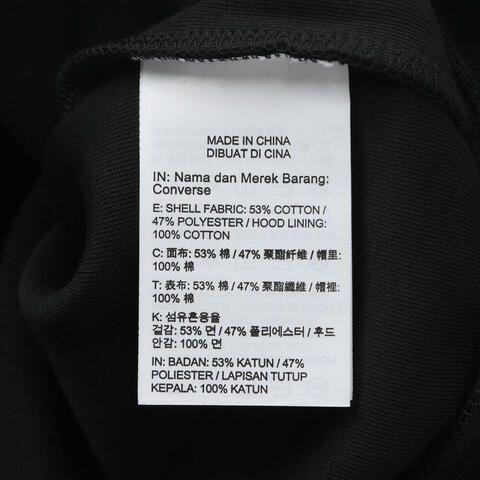 MADE IN CHINA
DIBUAT DI CINA
IN: Nama dan Merek Barang:
Converse
E: SHELL FABRIC: 53% COTTON /
47% POLYESTER / HOOD LINING:
100% COTTON
C: 面布: 53% 棉 / 47% 聚酯纤维 / 帽里:
100% 棉
T: 表布: 53% 棉 / 47% 聚酯纖維 / 帽裡:
100% 棉
K: 섬유혼용율
겉감: 53% 면 / 47% 폴리에스터 / 후드
안감: 100% 면
IN: BADAN: 53% KATUN / 47%
POLIESTER / LAPISAN TUTUP
KEPALA: 100% KATUN